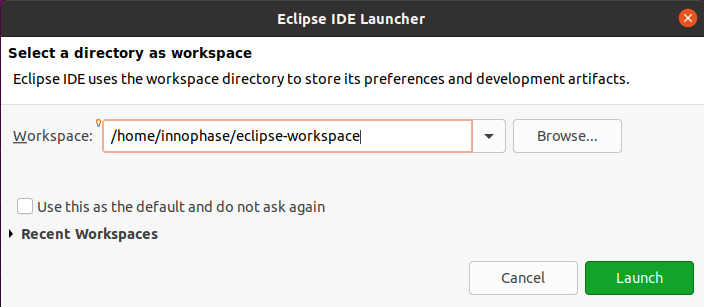 Eclipse IDE Launcher
Select a directory as workspace
Eclipse IDE uses the workspace directory to store its preferences and development artifacts.
Workspace: /home/innophase/eclipse-workspace Browse...
Use this as the default and do not ask again
Recent Workspaces
Cancel Launch